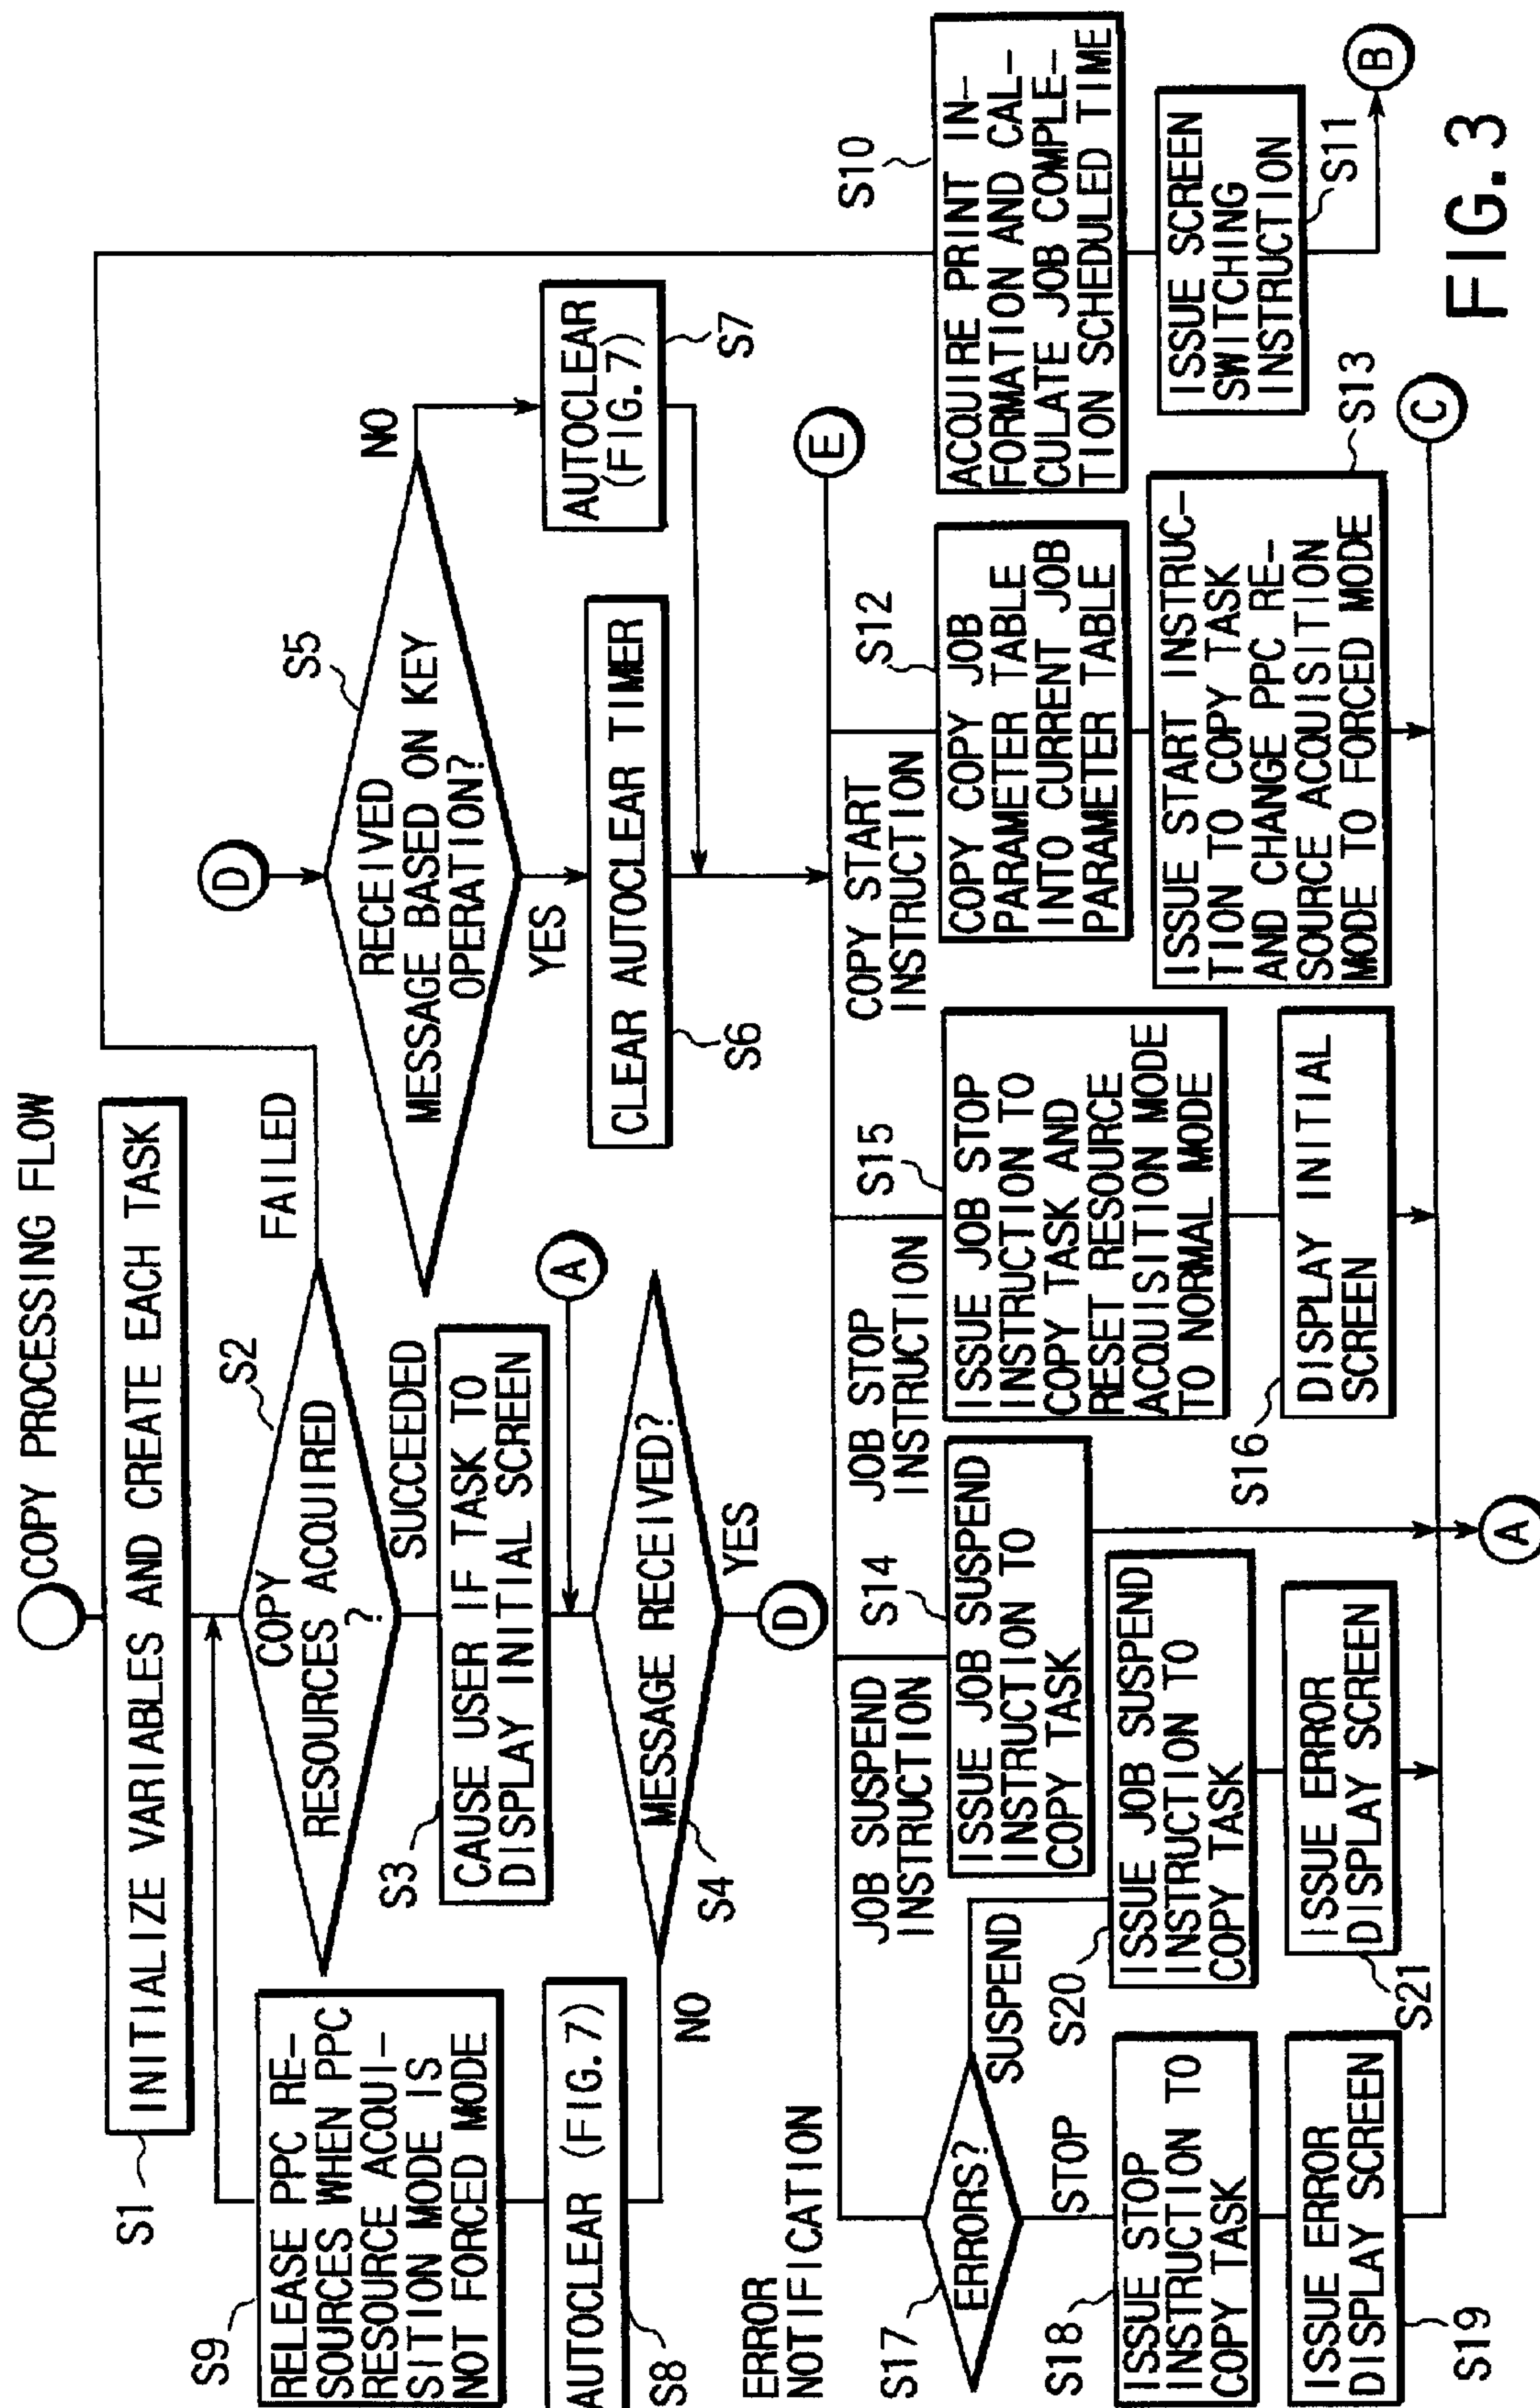 COPY PROCESSING FLOW
S1
INITIALIZE VARIABLES AND CREATE EACH TASK
S2
COPY
RESOURCES ACQUIRED
?
FAILED
SUCCEEDED
S3
CAUSE USER IF TASK TO
DISPLAY INITIAL SCREEN
A
MESSAGE RECEIVED?
S4
NO
YES
D
S9
RELEASE PPC RE-
SOURCES WHEN PPC
RESOURCE ACQUI-
SITION MODE IS
NOT FORCED MODE
AUTOCLEAR (FIG. 7)
S8
D
S5
RECEIVED
MESSAGE BASED ON KEY
OPERATION?
NO
YES
AUTOCLEAR
(FIG. 7)
S7
CLEAR AUTOCLEAR TIMER
S6
E
ERROR
NOTIFICATION
JOB SUSPEND
INSTRUCTION
JOB STOP
INSTRUCTION
COPY START
INSTRUCTION
S17
ERRORS?
SUSPEND
STOP
S18
ISSUE STOP
INSTRUCTION TO
COPY TASK
ISSUE ERROR
DISPLAY SCREEN
S19
S20
ISSUE JOB SUSPEND
INSTRUCTION TO
COPY TASK
ISSUE ERROR
DISPLAY SCREEN
S21
S14
ISSUE JOB SUSPEND
INSTRUCTION TO
COPY TASK
S15
ISSUE JOB STOP
INSTRUCTION TO
COPY TASK AND
RESET RESOURCE
ACQUISITION MODE
TO NORMAL MODE
S16
DISPLAY INITIAL
SCREEN
S12
COPY COPY JOB
PARAMETER TABLE
INTO CURRENT JOB
PARAMETER TABLE
ISSUE START INSTRUC-
TION TO COPY TASK
AND CHANGE PPC RE-
SOURCE ACQUISITION
MODE TO FORCED MODE
S13
S10
ACQUIRE PRINT IN-
FORMATION AND CAL-
CULATE JOB COMPLE-
TION SCHEDULED TIME
ISSUE SCREEN
SWITCHING
INSTRUCTION
S11
B
C
A
FIG. 3